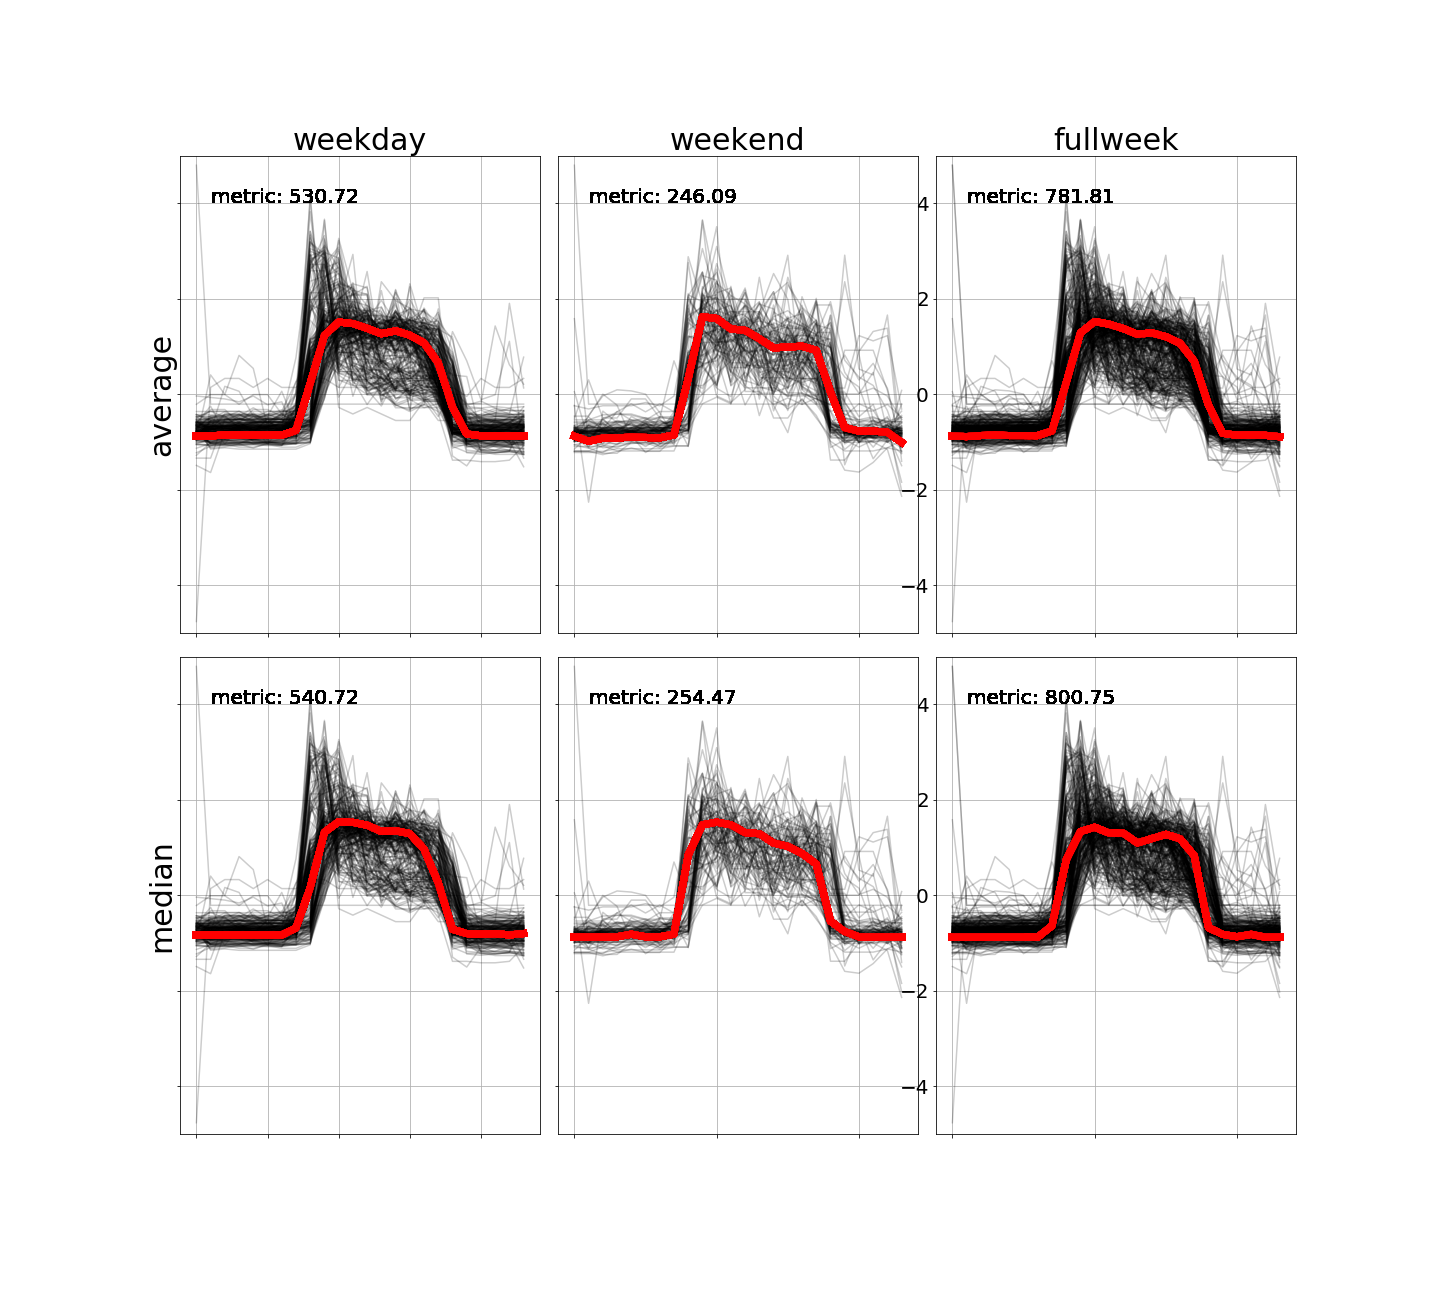 weekday weekend fullweek
average
metric: 530.72
metric: 246.09
metric: 781.81
4
2
0
−2
−4
median
metric: 540.72
metric: 254.47
metric: 800.75
4
2
0
−2
−4